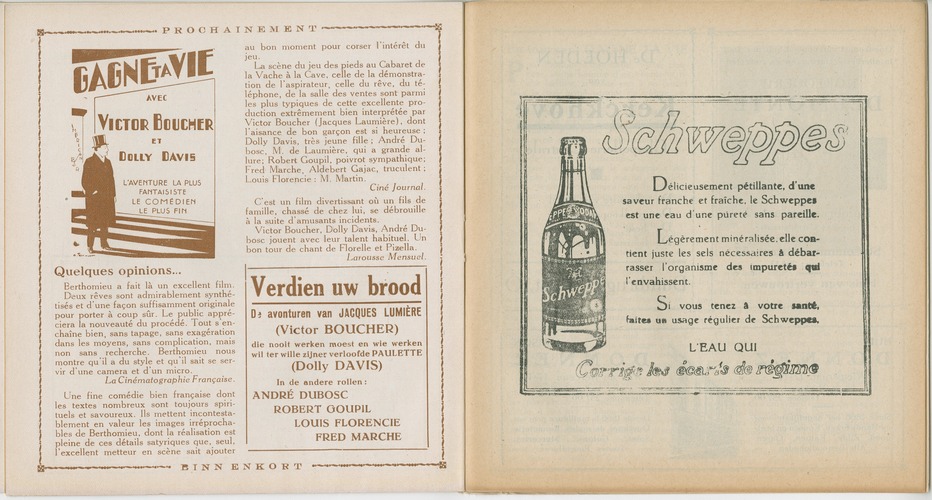 PROCHAINEMENT
GAGNE TA VIE
AVEC
VICTOR BOUCHER
ET
DOLLY DAVIS
L'AVENTURE LA PLUS
FANTAISISTE
LE COMÉDIEN
LE PLUS FIN
Quelques opinions...
Berthomieu a fait là un excellent film.
Deux rêves sont admirablement synthé-
tisés et d'une façon suffisamment originale
pour porter à coup sûr. Le public appré-
ciera la nouveauté du procédé. Tout s'en-
chaîne bien, sans tapage, sans exagération
dans les moyens, sans complication, mais
non sans recherche. Berthomieu nous
montre qu'il a du style et qu'il sait se ser-
vir d'une camera et d'un micro.
La Cinématographie Française.
Une fine comédie bien française dont
les textes nombreux sont toujours spiri-
tuels et savoureux. Ils mettent incontesta-
blement en valeur les images irréprocha-
bles de Berthomieu, dont la réalisation est
pleine de ces détails satyriques que, seul,
l'excellent metteur en scène sait ajouter
au bon moment pour corser l'intérêt du
jeu.
La scène du jeu des pieds au Cabaret de
la Vache à la Cave, celle de la démonstra-
tion de l'aspirateur, celle du rêve, du té-
léphone, de la salle des ventes sont parmi
les plus typiques de cette excellente pro-
duction extrêmement bien interprétée par
Victor Boucher (Jacques Laumière), dont
l'aisance de bon garçon est si heureuse;
Dolly Davis, très jeune fille; André Du-
bosc, M. de Laumière, qui a grande al-
lure; Robert Goupil, poivrot sympathique;
Fred Marche, Aldebert Gajac, truculent;
Louis Florencie: M. Martin.
Ciné Journal.
C'est un film divertissant où un fils de
famille, chassé de chez lui, se débrouille
à la suite d'amusants incidents.
Victor Boucher, Dolly Davis, André Du-
bosc jouent avec leur talent habituel. Un
bon tour de chant de Florelle et Pizella.
Larousse Mensuel.
Verdien uw brood
De avonturen van JACQUES LUMIÈRE
(Victor BOUCHER)
die nooit werken moest en wie werken
wil ter wille zijner verloofde PAULETTE
(Dolly DAVIS)
In de andere rollen:
ANDRÉ DUBOSC
ROBERT GOUPIL
LOUIS FLORENCIE
FRED MARCHE
BINNENKORT
Schweppes
Délicieusement pétillante, d'une
saveur franche et fraîche, le Schweppes
est une eau d'une pureté sans pareille.
Légèrement minéralisée, elle con-
tient juste les sels nécessaires à débar-
rasser l'organisme des impuretés qui
l'envahissent.
Si vous tenez à votre santé,
faites un usage régulier de Schweppes.
L'EAU QUI
Corrige les écarts de régime
Schweppe